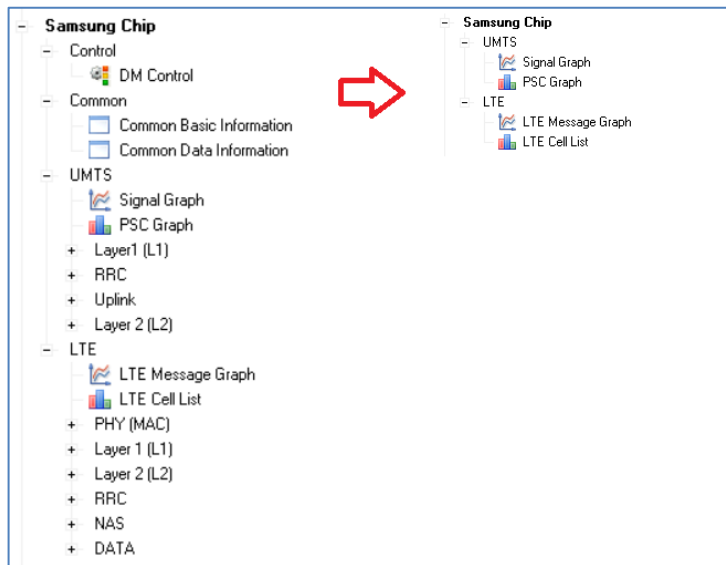 Samsung Chip
Control
DM Control
Common
Common Basic Information
Common Data Information
UMTS
Signal Graph
PSC Graph
Layer1 (L1)
RRC
Uplink
Layer 2 (L2)
LTE
LTE Message Graph
LTE Cell List
PHY (MAC)
Layer 1 (L1)
Layer 2 (L2)
RRC
NAS
DATA
Samsung Chip
UMTS
Signal Graph
PSC Graph
LTE
LTE Message Graph
LTE Cell List